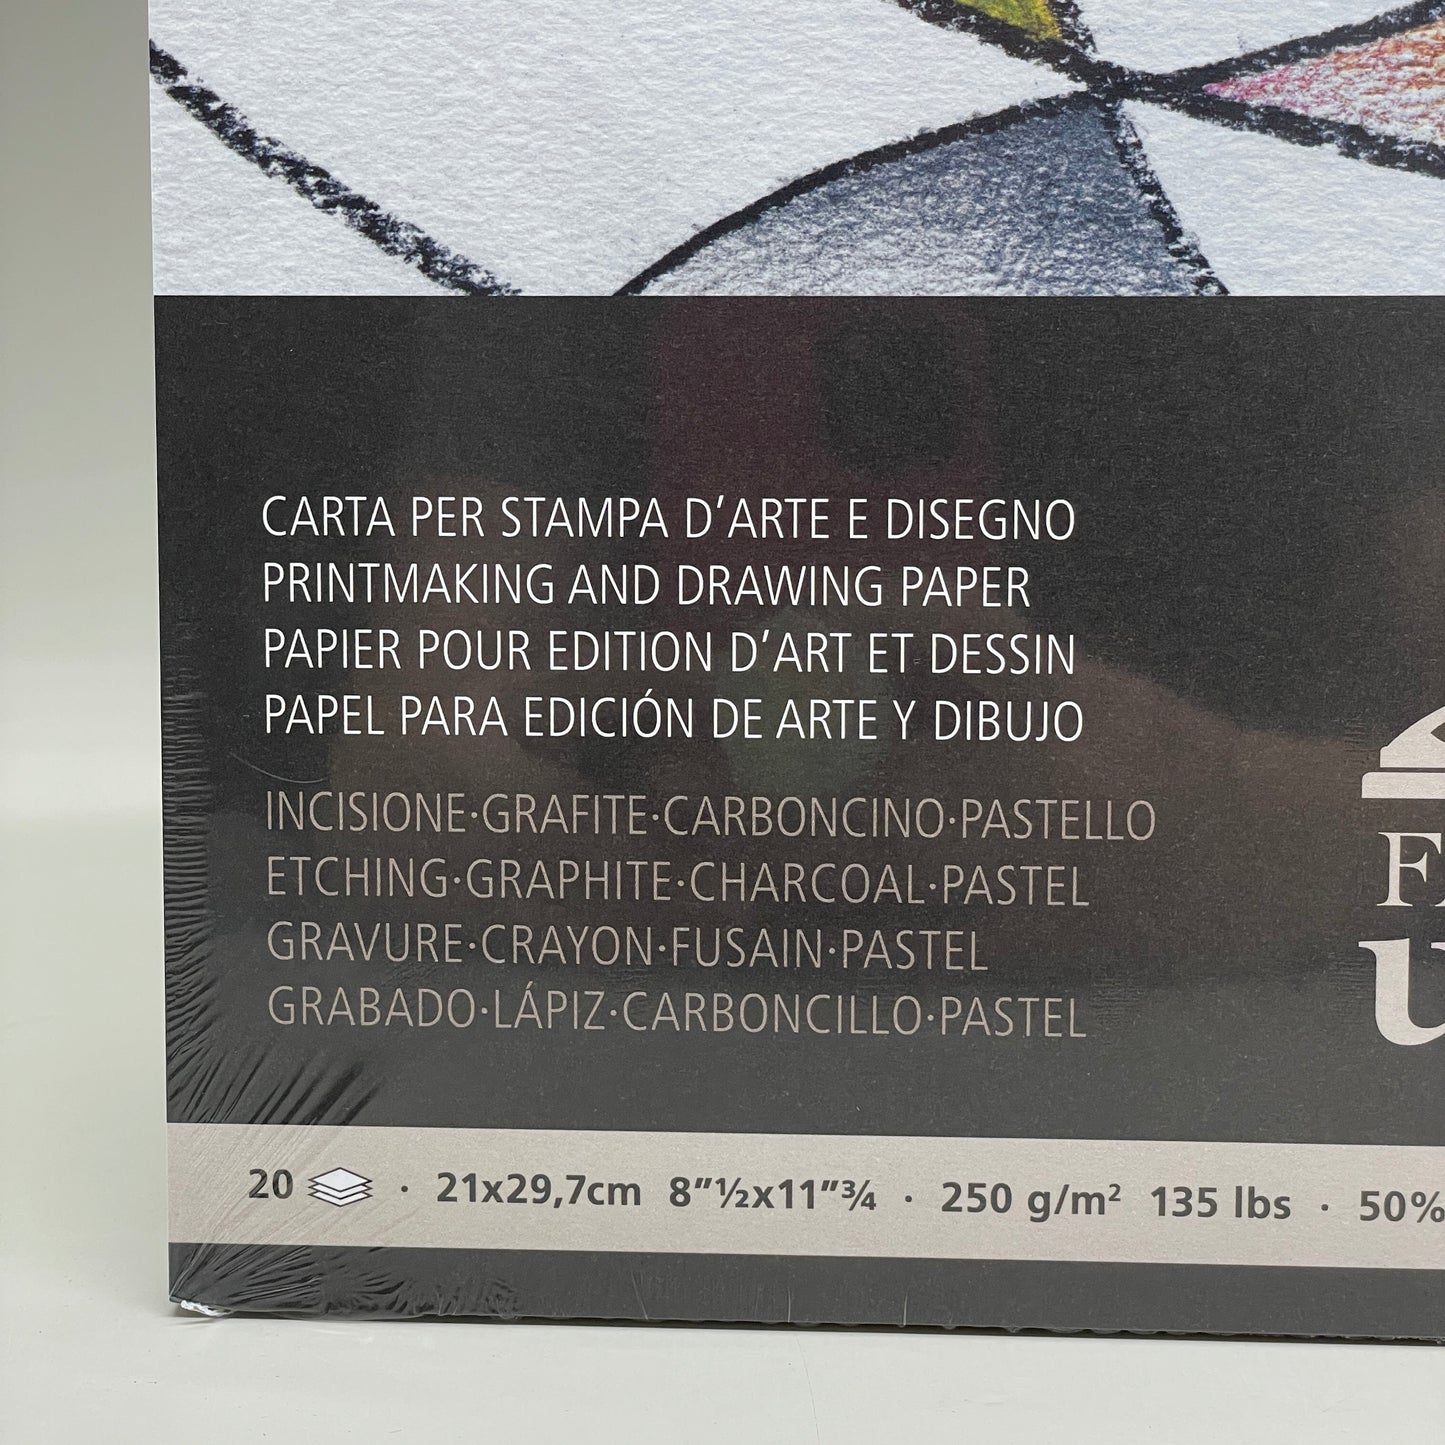 CARTA PER STAMPA D'ARTE E DISEGNO
PRINTMAKING AND DRAWING PAPER
PAPIER POUR EDITION D'ART ET DESSIN
PAPEL PARA EDICIÓN DE ARTE Y DIBUJO
INCISIONE·GRAFITE·CARBONCINO·PASTELLO
ETCHING·GRAPHITE·CHARCOAL·PASTEL
GRAVURE·CRAYON·FUSAIN·PASTEL
GRABADO·LÁPIZ·CARBONCILLO·PASTEL
20 · 21x29,7cm 8"½x11"¾ · 250 g/m² 135 lbs · 50%